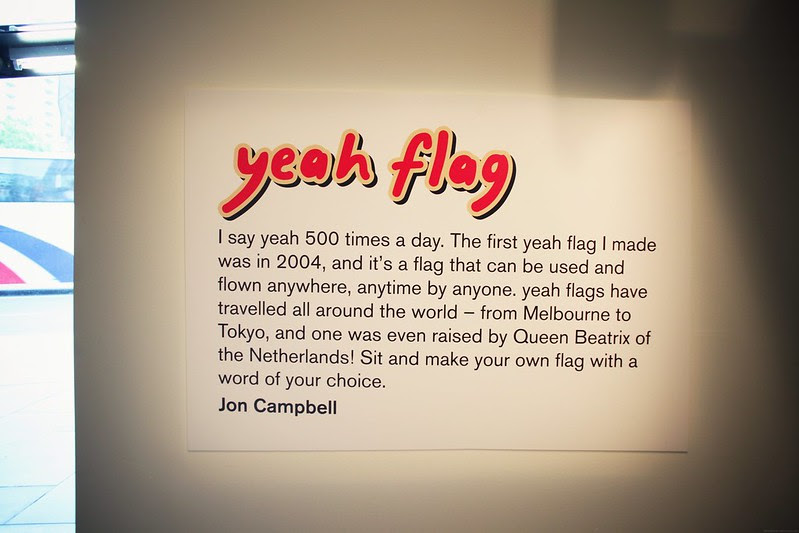 yeah flag
I say yeah 500 times a day. The first yeah flag I made
was in 2004, and it's a flag that can be used and
flown anywhere, anytime by anyone. yeah flags have
travelled all around the world – from Melbourne to
Tokyo, and one was even raised by Queen Beatrix of
the Netherlands! Sit and make your own flag with a
word of your choice.
Jon Campbell